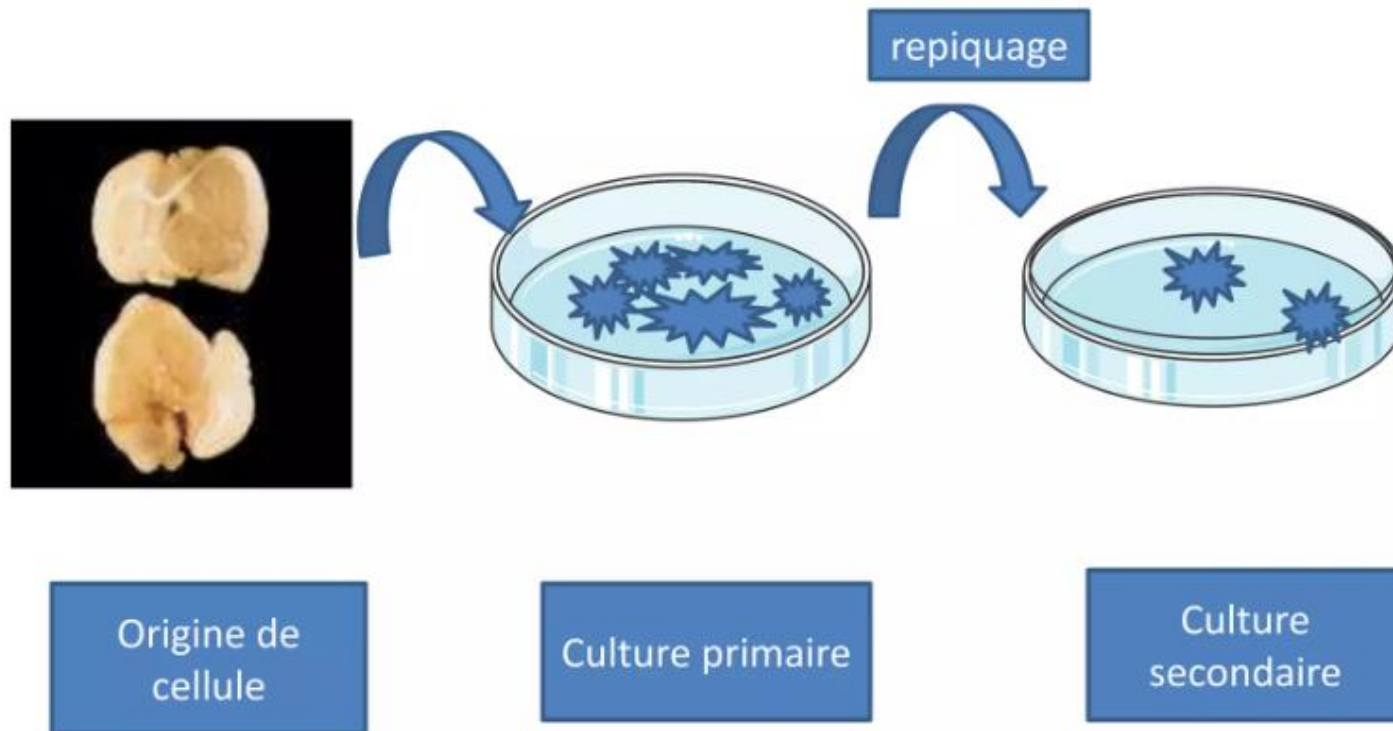 repiquage
Origine de
cellule
Culture primaire
Culture
secondaire